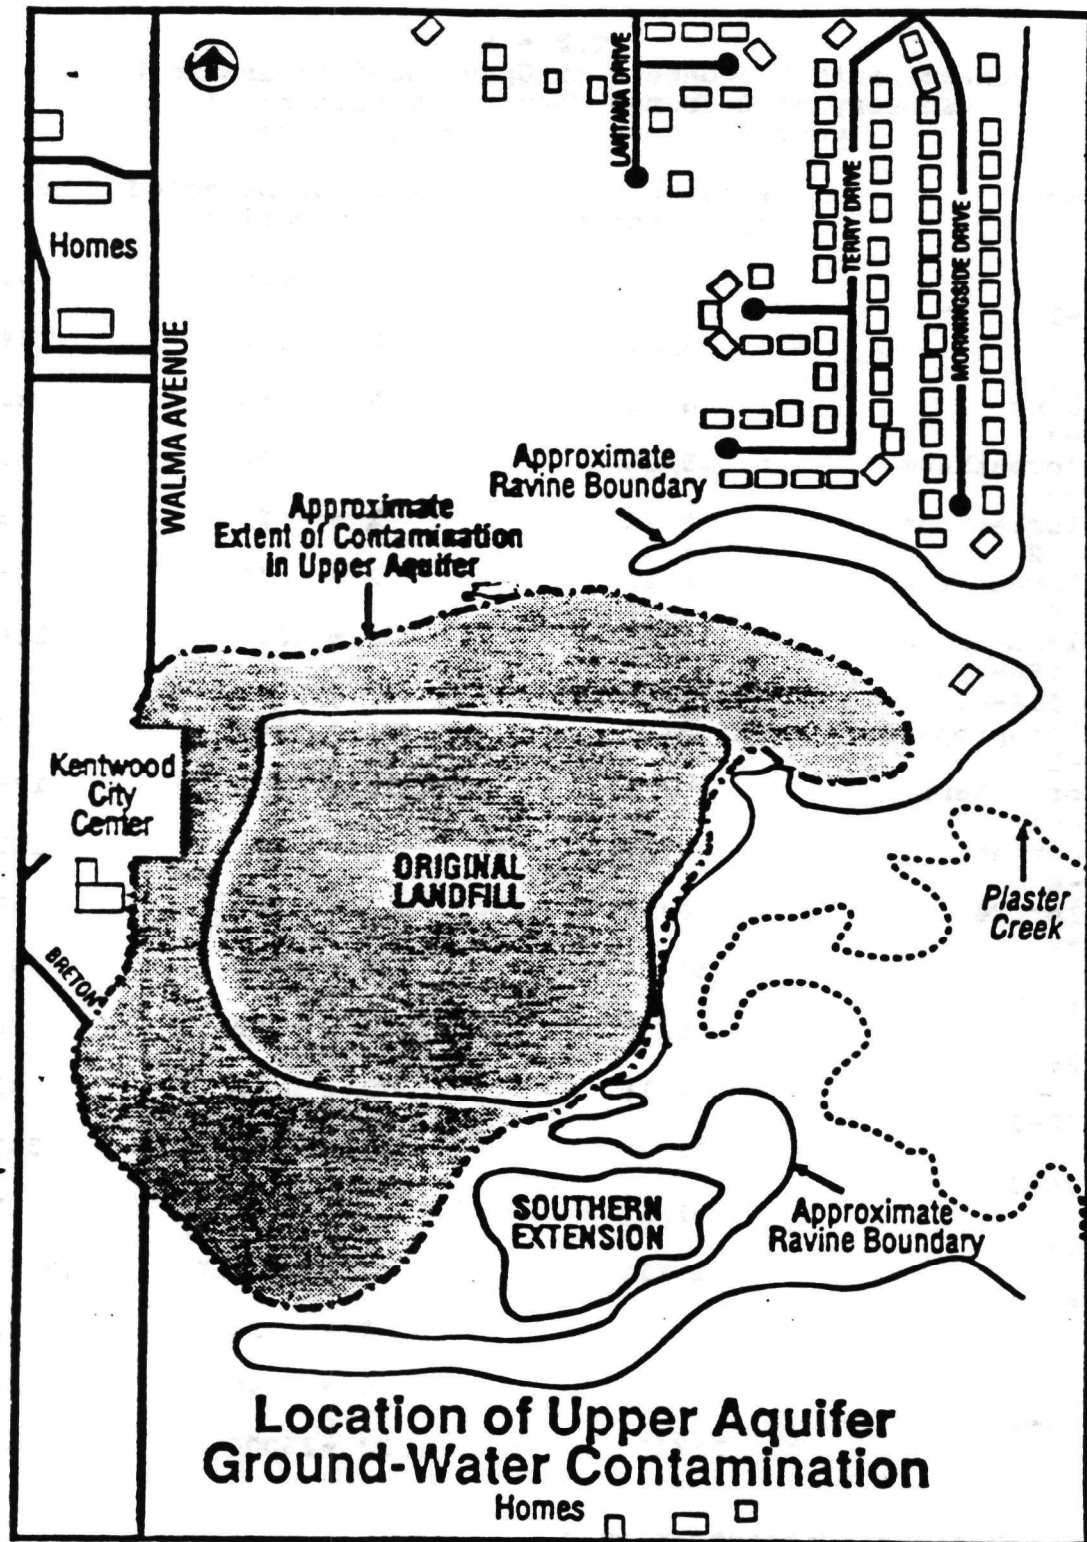 LANTANA DRIVE
TERRY DRIVE
MORNINGSIDE DRIVE
Homes
WALMA AVENUE
Approximate
Ravine Boundary
Approximate
Extent of Contamination
in Upper Aquifer
Kentwood
City
Center
ORIGINAL
LANDFILL
Plaster
Creek
BRETON
SOUTHERN
EXTENSION
Approximate
Ravine Boundary
Location of Upper Aquifer
Ground-Water Contamination
Homes